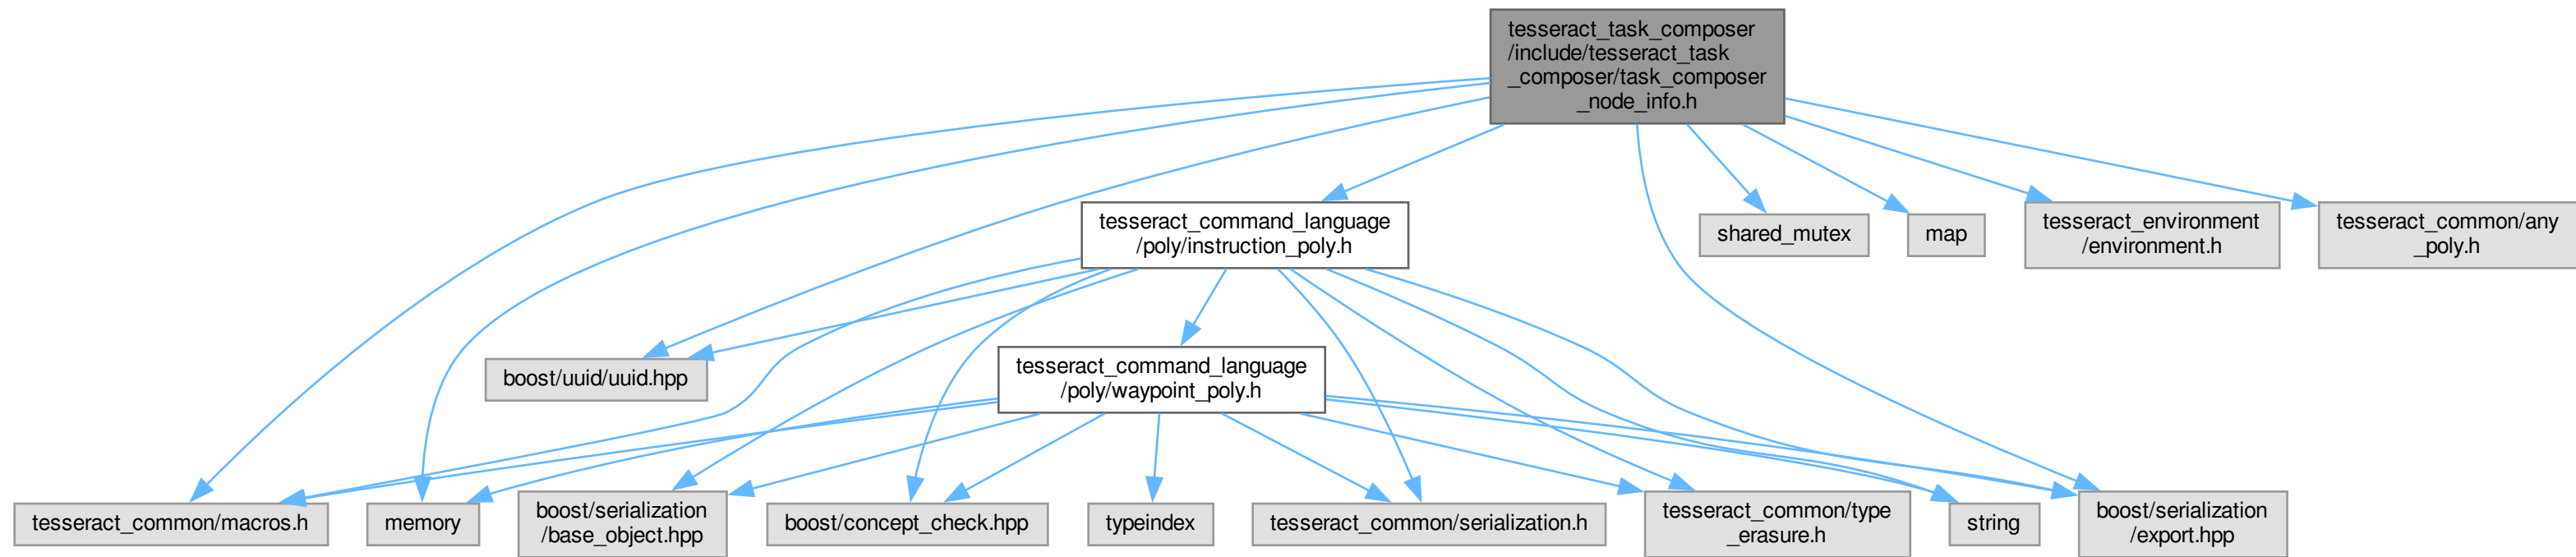 tesseract_task_composer
/include/tesseract_task
_composer/task_composer
_node_info.h
tesseract_command_language
/poly/instruction_poly.h
shared_mutex
map
tesseract_environment
/environment.h
tesseract_common/any
_poly.h
boost/uuid/uuid.hpp
tesseract_command_language
/poly/waypoint_poly.h
tesseract_common/macros.h
memory
boost/serialization
/base_object.hpp
boost/concept_check.hpp
typeindex
tesseract_common/serialization.h
tesseract_common/type
_erasure.h
string
boost/serialization
/export.hpp